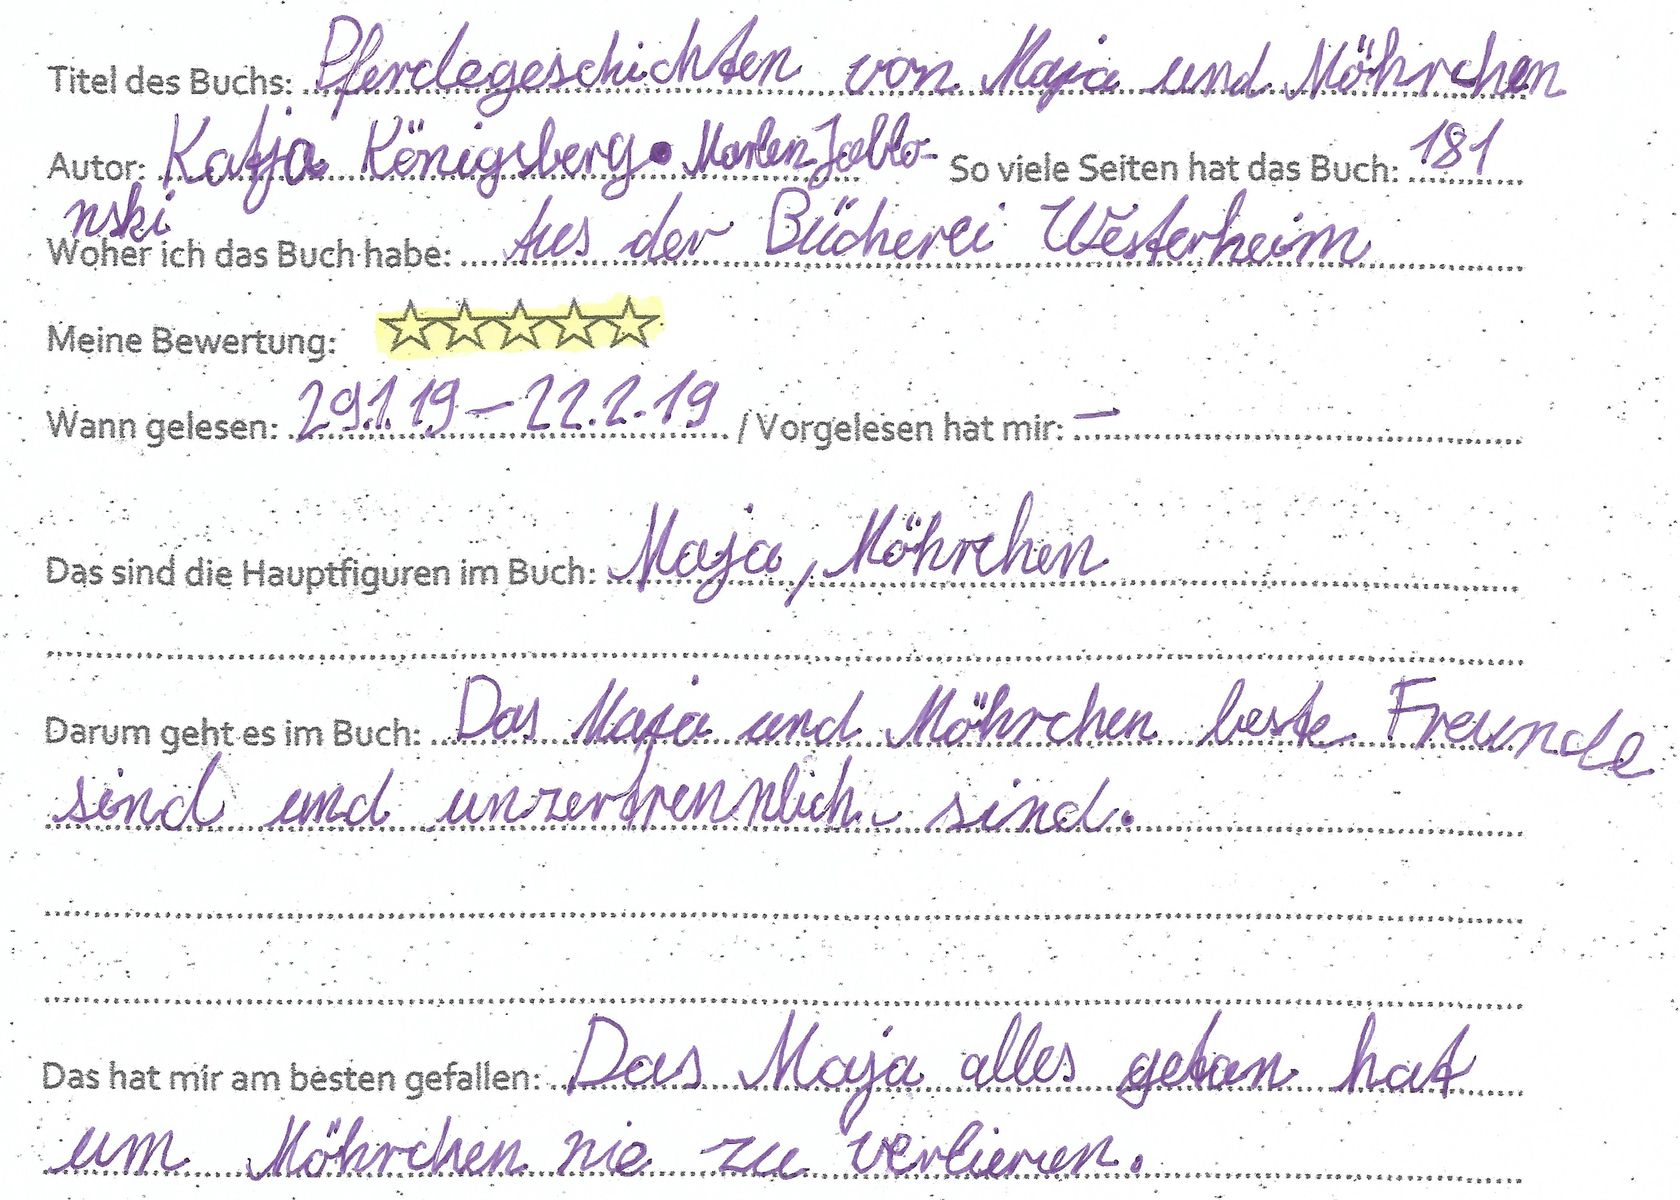 Titel des Buchs: Pferdegeschichten von Maja und Möhrchen
Autor: Katja Königsberg • Marlen Jablo- So viele Seiten hat das Buch: 181
nski
Woher ich das Buch habe: Aus der Bücherei Westerheim
Meine Bewertung: ☆☆☆☆☆
Wann gelesen: 29.1.19 – 22.2.19 / Vorgelesen hat mir: –
Das sind die Hauptfiguren im Buch: Maja, Möhrchen
Darum geht es im Buch: Das Maja und Möhrchen beste Freunde
sind und unzertrennlich sind.
Das hat mir am besten gefallen: Das Maja alles getan hat
um Möhrchen nie zu verlieren.